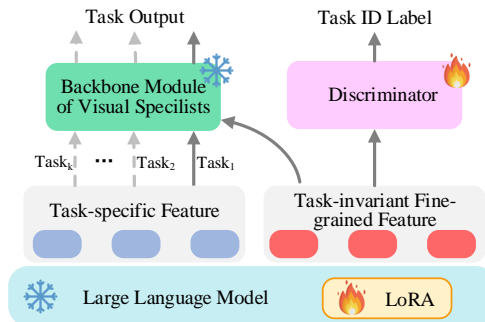 Task Output
Task ID Label
Backbone Module
of Visual Specilists
Discriminator
Taskₖ
...
Task₂
Task₁
Task-specific Feature
Task-invariant Fine-
grained Feature
Large Language Model
LoRA